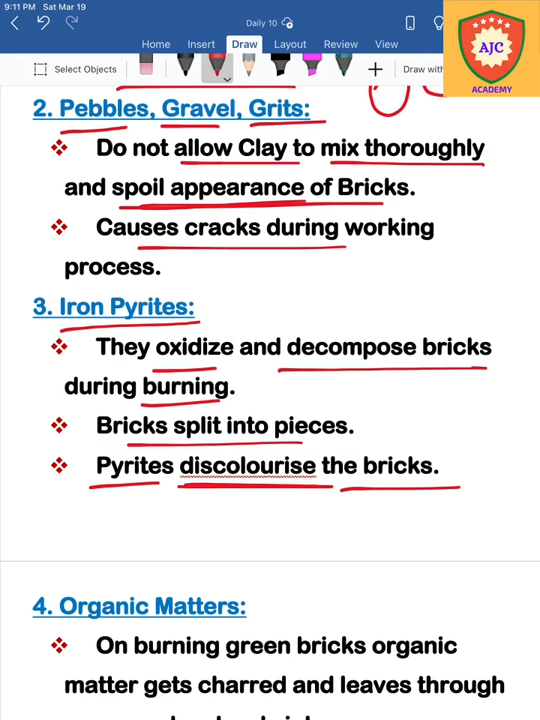 9:11 PM Sat Mar 19
Daily 10
Home Insert Draw Layout Review View
Select Objects
Draw with
AJC
ACADEMY
2. Pebbles, Gravel, Grits:
❖ Do not allow Clay to mix thoroughly
and spoil appearance of Bricks.
❖ Causes cracks during working
process.
3. Iron Pyrites:
❖ They oxidize and decompose bricks
during burning.
❖ Bricks split into pieces.
❖ Pyrites discolourise the bricks.
4. Organic Matters:
❖ On burning green bricks organic
matter gets charred and leaves through